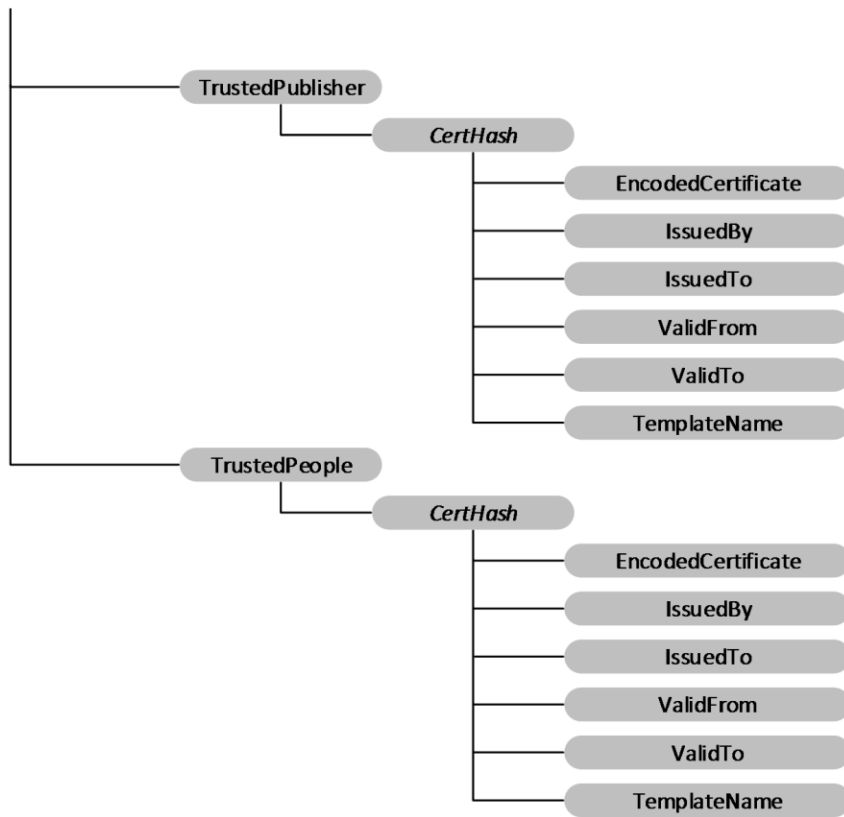 TrustedPublisher
CertHash
EncodedCertificate
IssuedBy
IssuedTo
ValidFrom
ValidTo
TemplateName
TrustedPeople
CertHash
EncodedCertificate
IssuedBy
IssuedTo
ValidFrom
ValidTo
TemplateName